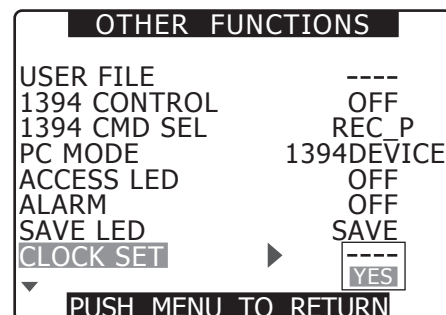 OTHER FUNCTIONS
USER FILE ----
1394 CONTROL OFF
1394 CMD SEL REC_P
PC MODE 1394DEVICE
ACCESS LED OFF
ALARM OFF
SAVE LED SAVE
CLOCK SET ----
YES
PUSH MENU TO RETURN